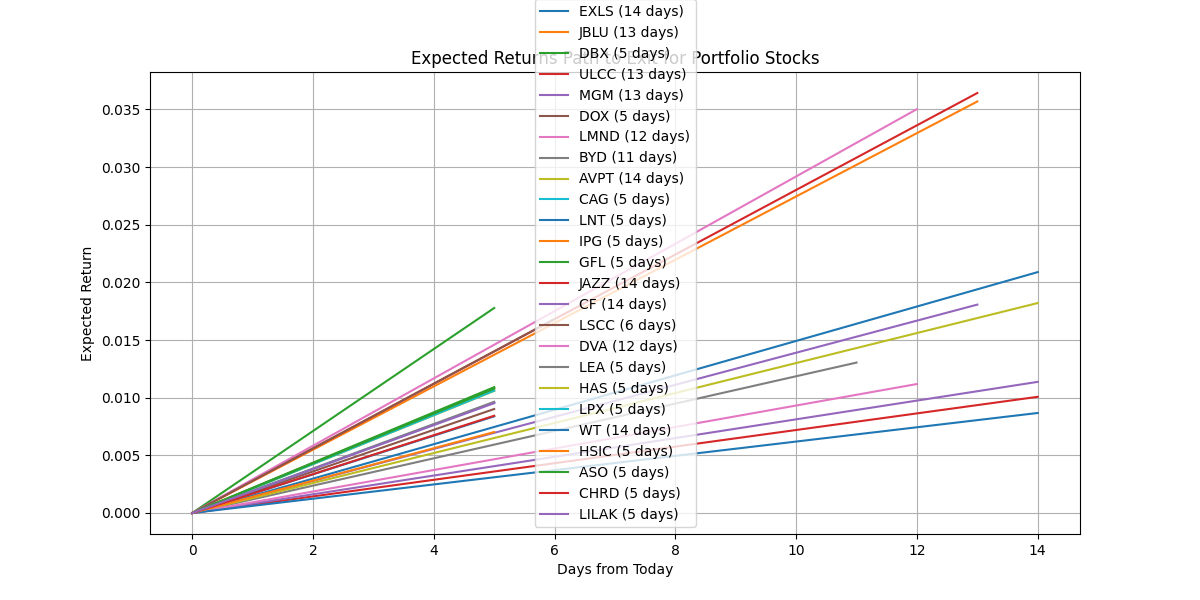 EXLS (14 days)
JBLU (13 days)
Expected Returns Path to Exit for Portfolio Stocks
DBX (5 days)
ULCC (13 days)
MGM (13 days)
DOX (5 days)
LMND (12 days)
BYD (11 days)
AVPT (14 days)
CAG (5 days)
LNT (5 days)
IPG (5 days)
GFL (5 days)
JAZZ (14 days)
CF (14 days)
LSCC (6 days)
DVA (12 days)
LEA (5 days)
HAS (5 days)
LPX (5 days)
WT (14 days)
HSIC (5 days)
ASO (5 days)
CHRD (5 days)
LILAK (5 days)
0.035
0.030
0.025
0.020
0.015
0.010
0.005
0.000
Expected Return
0 2 4 6 8 10 12 14
Days from Today